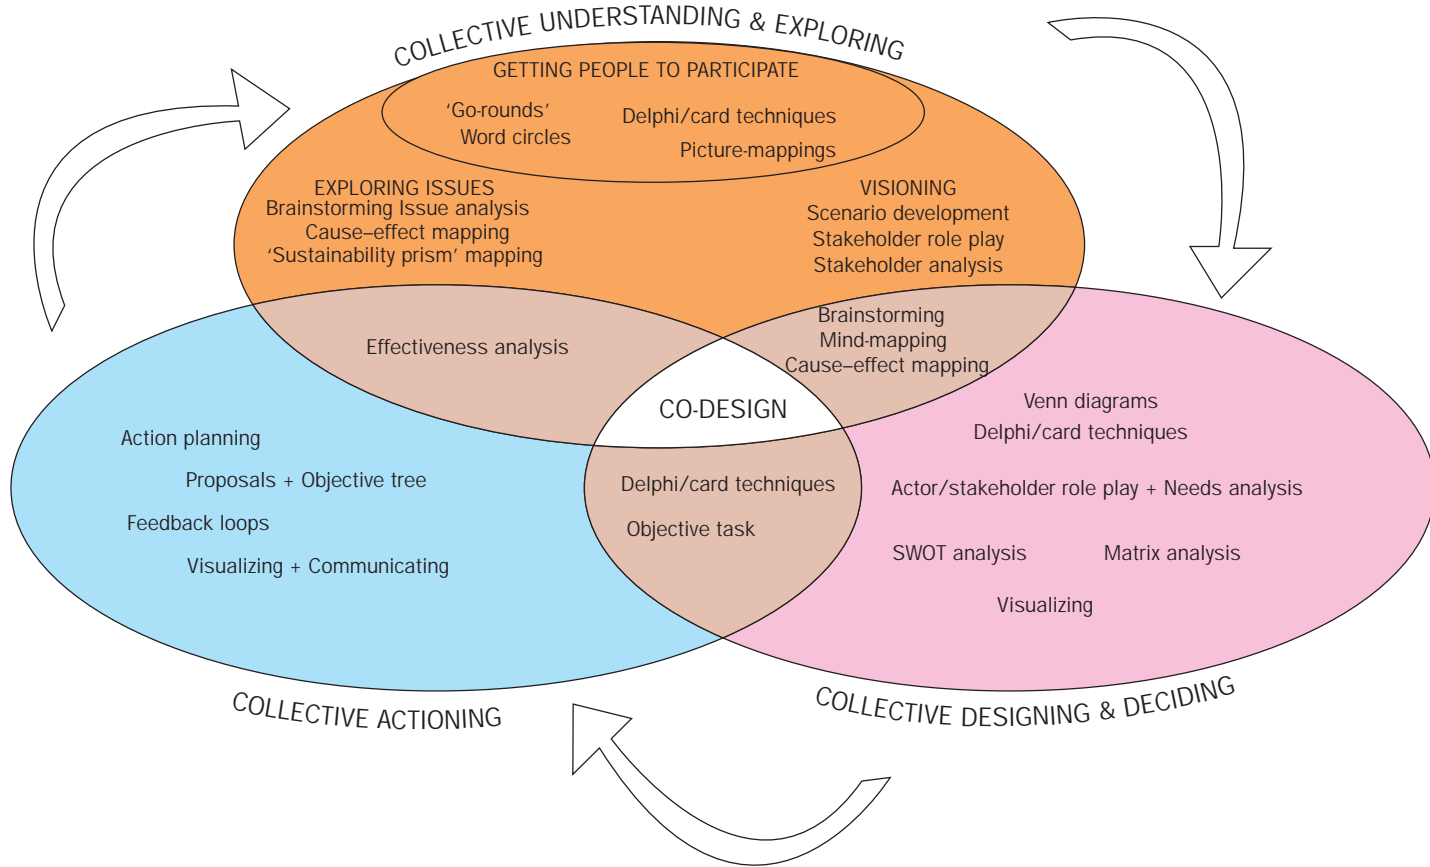 COLLECTIVE UNDERSTANDING & EXPLORING
GETTING PEOPLE TO PARTICIPATE
‘Go-rounds’
Word circles
Delphi/card techniques
Picture-mappings
EXPLORING ISSUES
Brainstorming Issue analysis
Cause–effect mapping
‘Sustainability prism’ mapping
VISIONING
Scenario development
Stakeholder role play
Stakeholder analysis
Effectiveness analysis
Brainstorming
Mind-mapping
Cause–effect mapping
CO-DESIGN
Action planning
Proposals + Objective tree
Feedback loops
Visualizing + Communicating
Delphi/card techniques
Objective task
Venn diagrams
Delphi/card techniques
Actor/stakeholder role play + Needs analysis
SWOT analysis
Matrix analysis
Visualizing
COLLECTIVE ACTIONING
COLLECTIVE DESIGNING & DECIDING